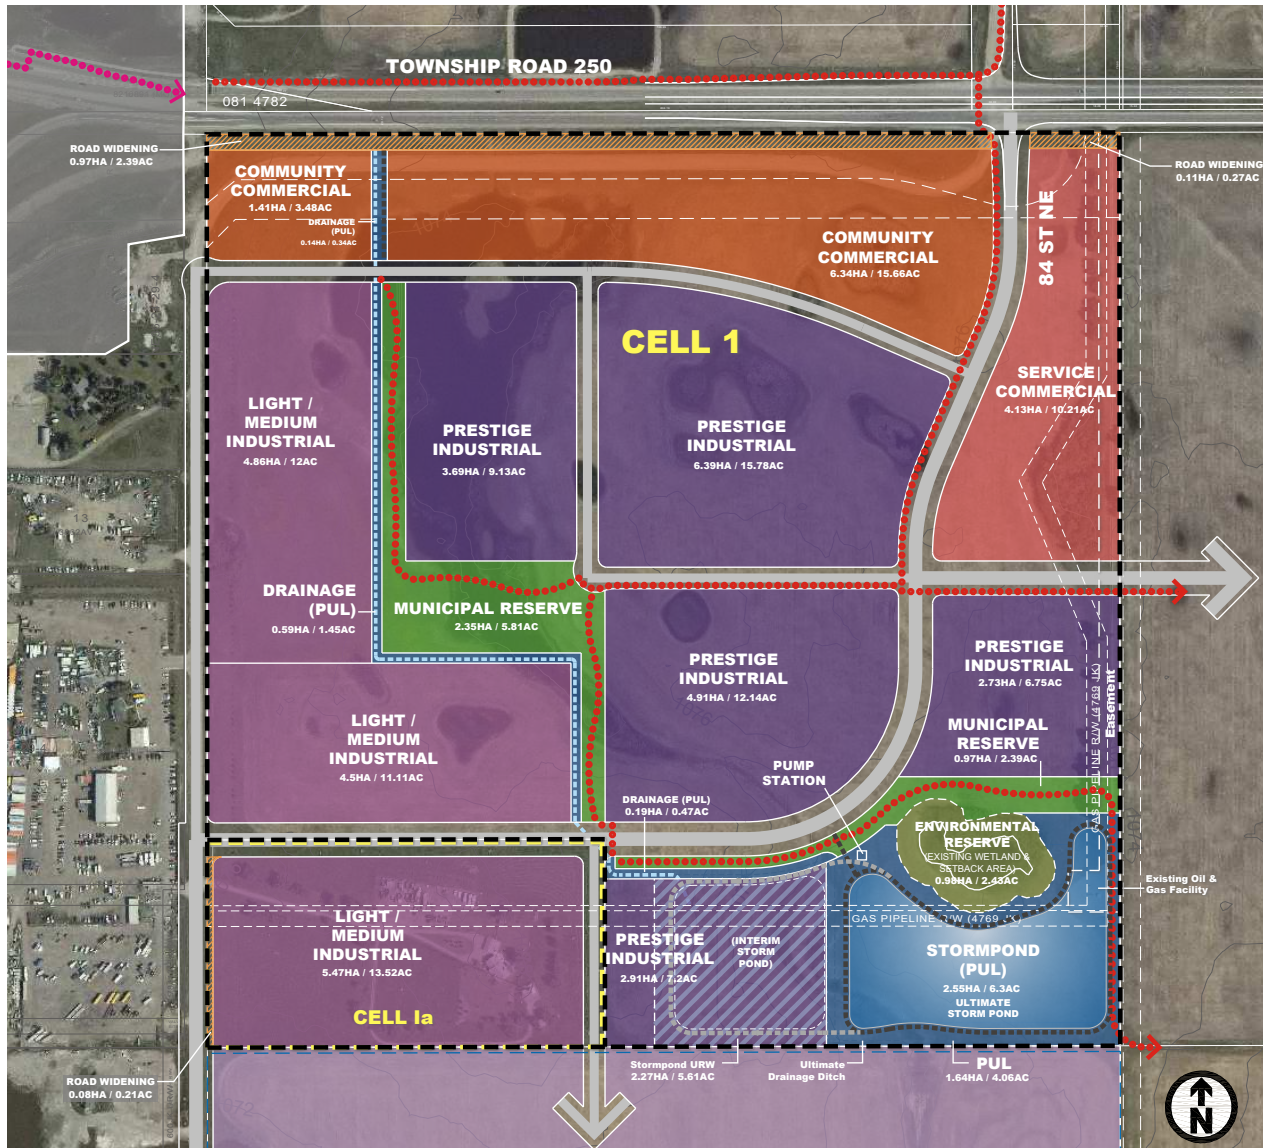 TOWNSHIP ROAD 250
081 4782
ROAD WIDENING
0.97HA / 2.39AC
ROAD WIDENING
0.11HA / 0.27AC
COMMUNITY
COMMERCIAL
1.41HA / 3.48AC
DRAINAGE
(PUL)
0.14HA / 0.34AC
COMMUNITY
COMMERCIAL
6.34HA / 15.66AC
84 ST NE
CELL 1
SERVICE
COMMERCIAL
4.13HA / 10.21AC
LIGHT /
MEDIUM
INDUSTRIAL
4.86HA / 12AC
PRESTIGE
INDUSTRIAL
3.69HA / 9.13AC
PRESTIGE
INDUSTRIAL
6.39HA / 15.78AC
DRAINAGE
(PUL)
0.59HA / 1.45AC
MUNICIPAL RESERVE
2.35HA / 5.81AC
PRESTIGE
INDUSTRIAL
4.91HA / 12.14AC
PRESTIGE
INDUSTRIAL
2.73HA / 6.75AC
GAS PIPELINE R/W (4769 JK)
Easement
LIGHT /
MEDIUM
INDUSTRIAL
4.5HA / 11.11AC
MUNICIPAL
RESERVE
0.97HA / 2.39AC
PUMP
STATION
DRAINAGE (PUL)
0.19HA / 0.47AC
ENVIRONMENTAL
RESERVE
(EXISTING WETLAND &
SETBACK AREA)
0.98HA / 2.43AC
Existing Oil &
Gas Facility
GAS PIPELINE R/W (4769 JK)
LIGHT /
MEDIUM
INDUSTRIAL
5.47HA / 13.52AC
CELL Ia
PRESTIGE
INDUSTRIAL
2.91HA / 7.2AC
(INTERIM
STORM
POND)
STORMPOND
(PUL)
2.55HA / 6.3AC
ULTIMATE
STORM POND
ROAD WIDENING
0.08HA / 0.21AC
Stormpond URW
2.27HA / 5.61AC
Ultimate
Drainage Ditch
PUL
1.64HA / 4.06AC
N